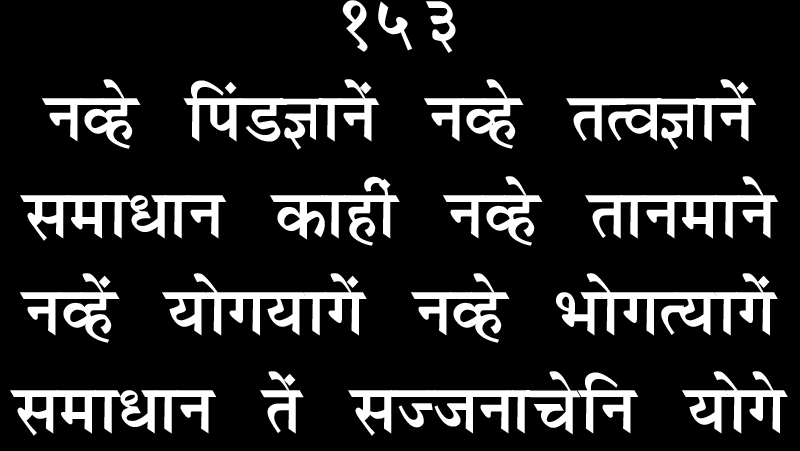 १५३
नव्हे पिंडज्ञानें नव्हे तत्वज्ञानें
समाधान काहीं नव्हे तानमाने
नव्हें योगयागें नव्हे भोगत्यागें
समाधान तें सज्जनाचेनि योगे